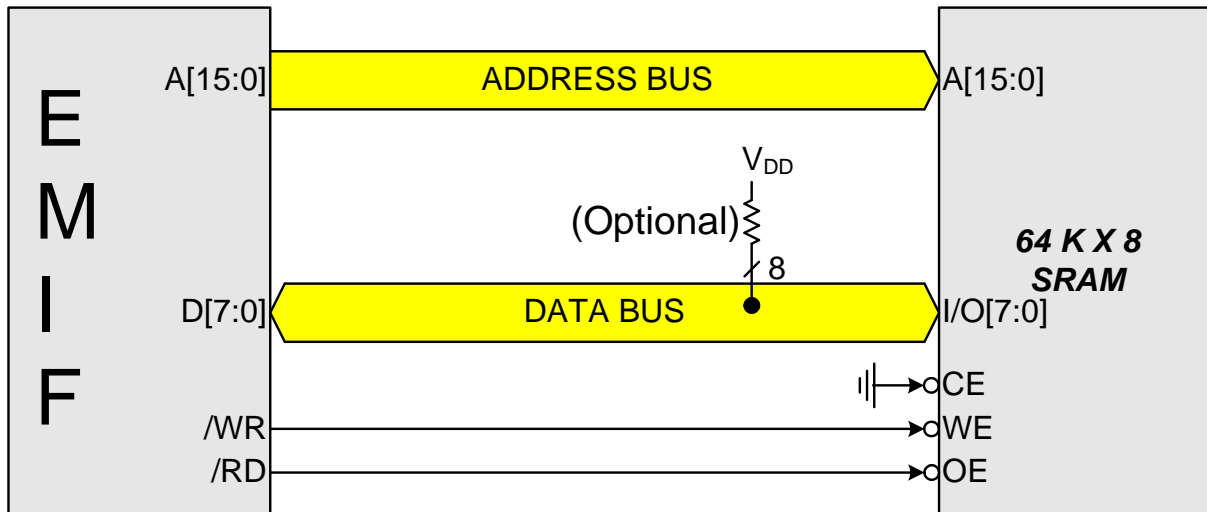 E
M
I
F
A[15:0]
ADDRESS BUS
A[15:0]
VDD
(Optional)
8
64 K X 8
SRAM
D[7:0]
DATA BUS
I/O[7:0]
CE
/WR
WE
/RD
OE